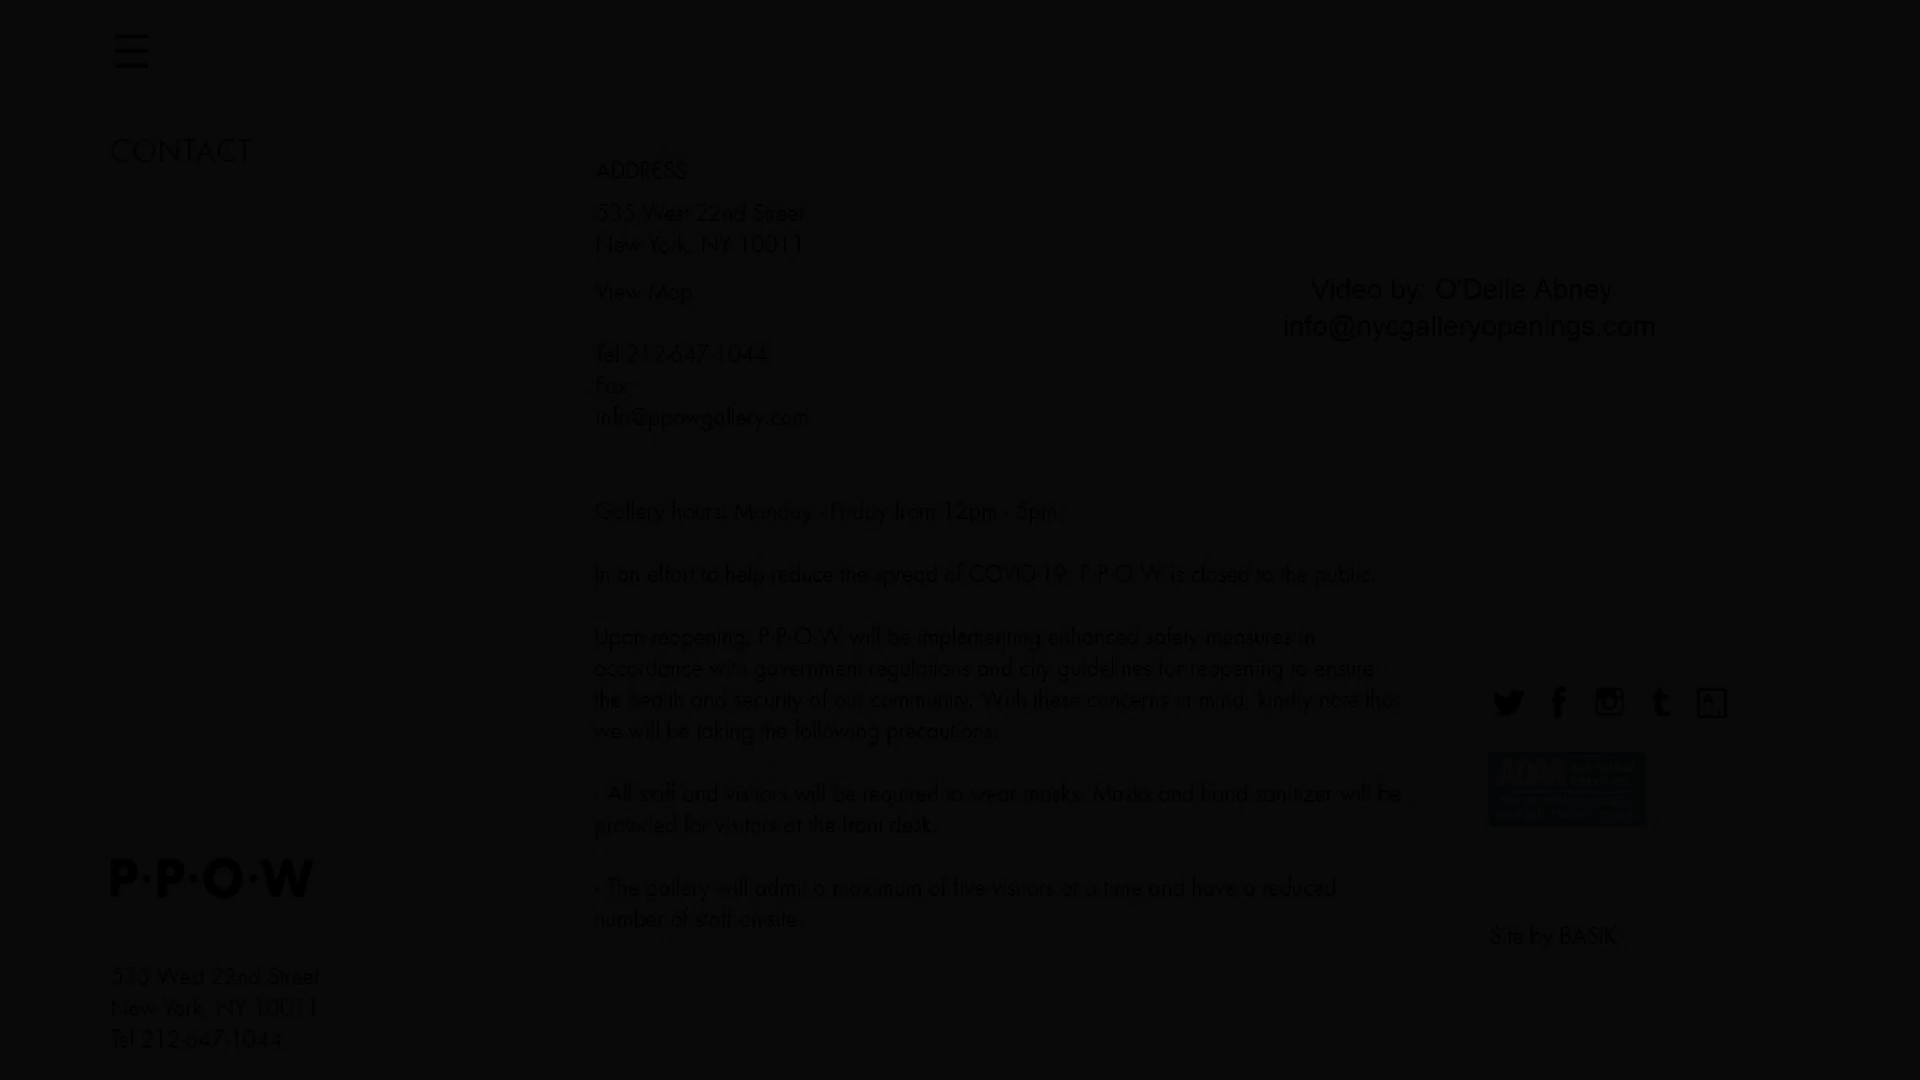 CONTACT
ADDRESS
535 West 22nd Street
New York, NY 10011
View Map
Tel 212-647-1044
Fax
info@ppowgallery.com
Video by: O'Delle Abney
info@nycgalleryopenings.com
Gallery hours: Monday - Friday from 12pm - 5pm
In an effort to help reduce the spread of COVID-19, P·P·O·W is closed to the public.
Upon reopening, P·P·O·W will be implementing enhanced safety measures in
accordance with government regulations and city guidelines for reopening to ensure
the health and security of our community. With these concerns in mind, kindly note that
we will be taking the following precautions:
- All staff and visitors will be required to wear masks. Masks and hand sanitizer will be
provided for visitors at the front desk.
- The gallery will admit a maximum of five visitors at a time and have a reduced
number of staff on-site.
P·P·O·W
535 West 22nd Street
New York, NY 10011
Tel 212-647-1044
Site by BASIK